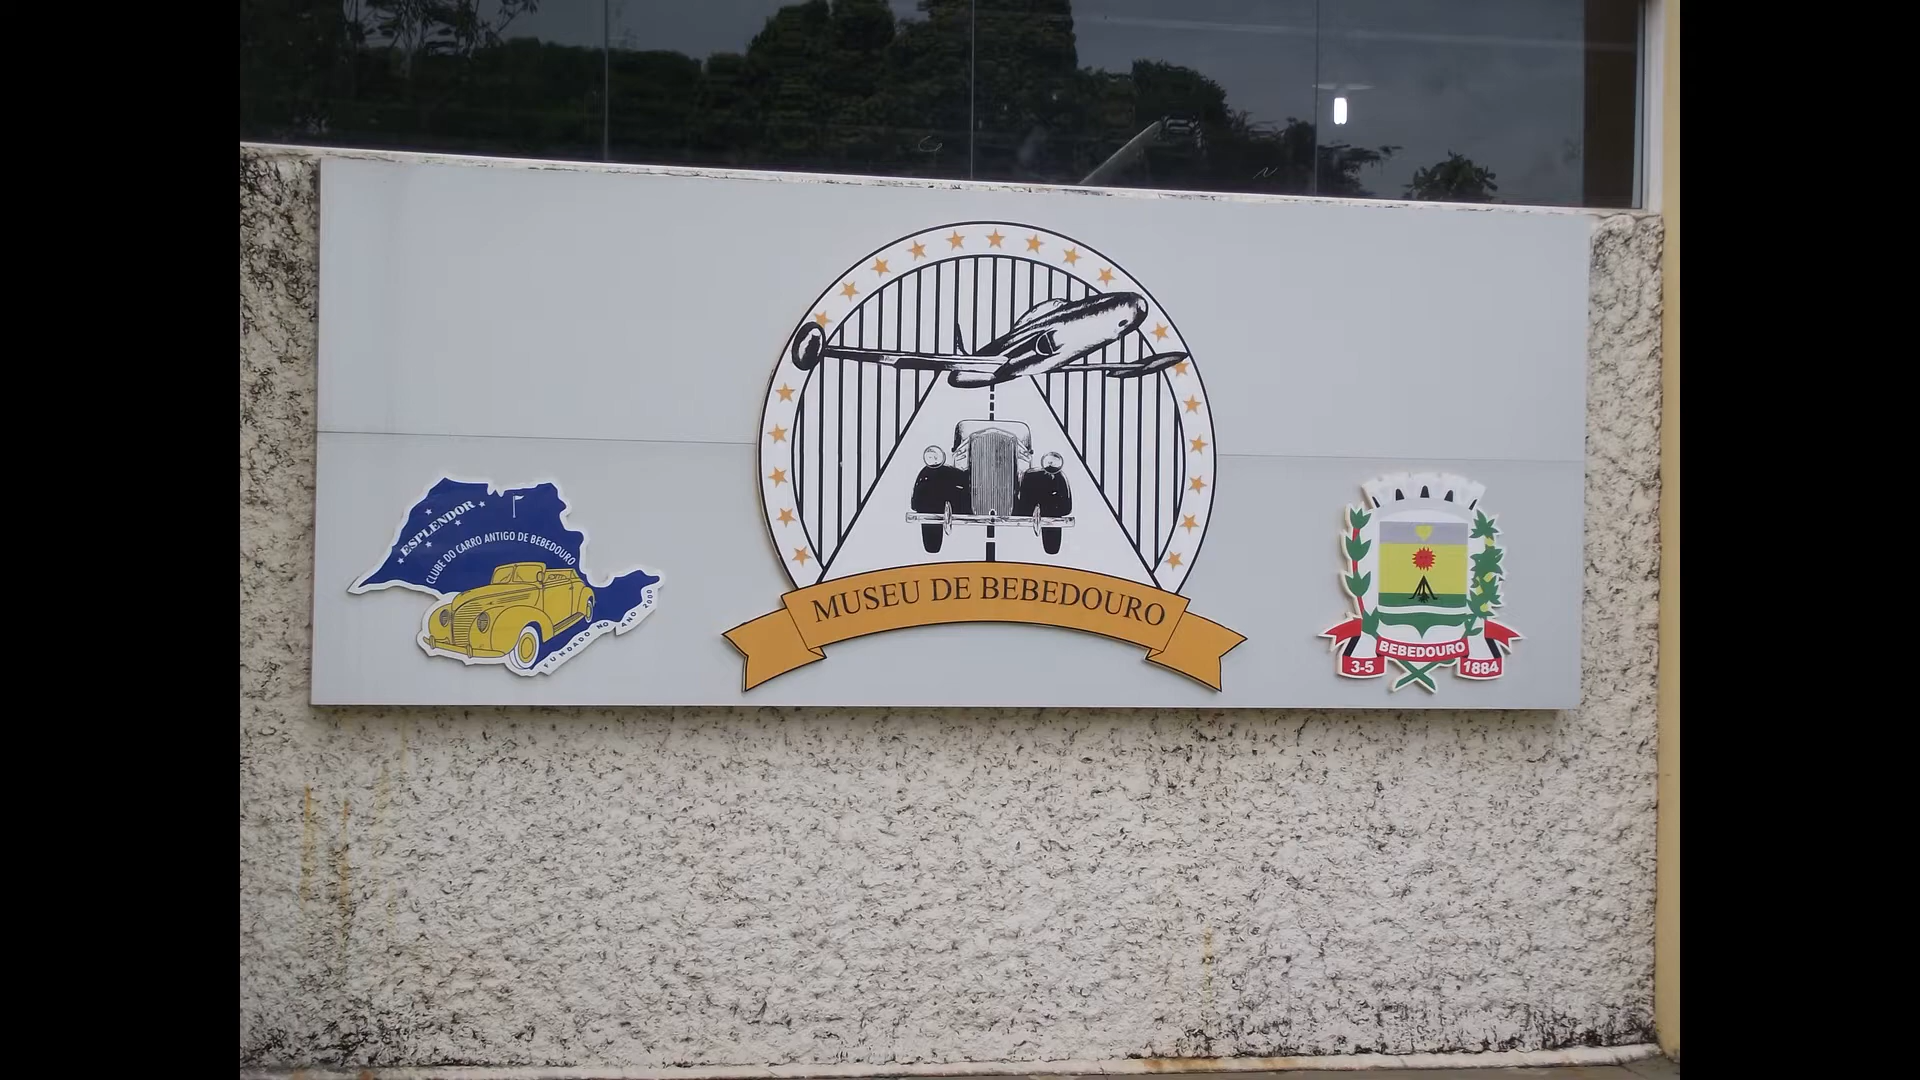 ESPLENDOR
CLUBE DO CARRO ANTIGO DE BEBEDOURO
FUNDADO NO ANO 2000
MUSEU DE BEBEDOURO
BEBEDOURO
3-5 1884